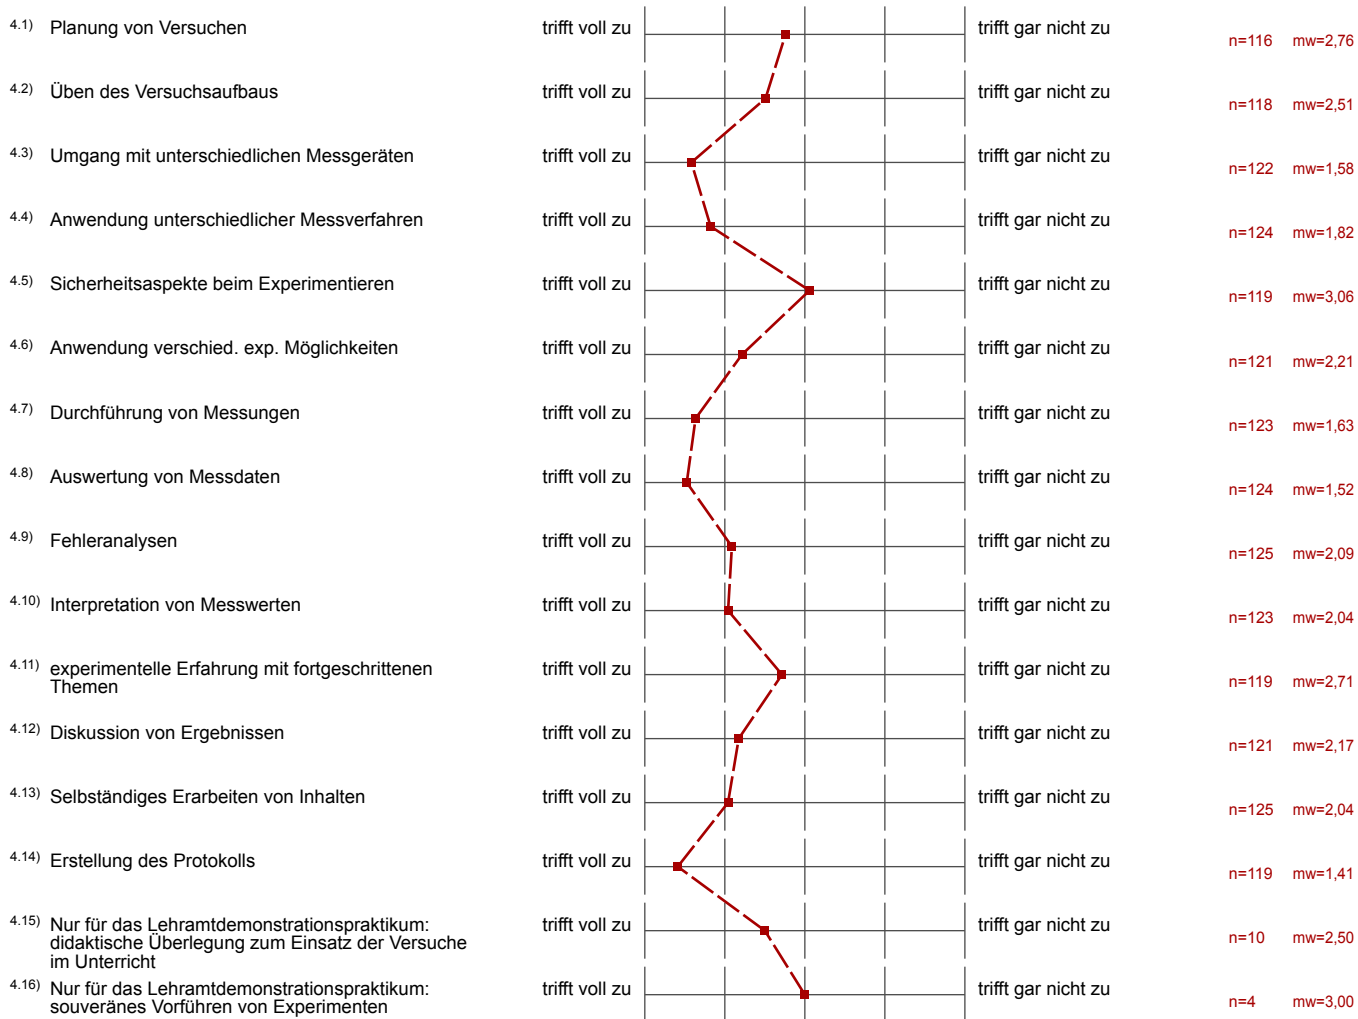 4.1) Planung von Versuchen trifft voll zu trifft gar nicht zu n=116 mw=2,76
4.2) Üben des Versuchsaufbaus trifft voll zu trifft gar nicht zu n=118 mw=2,51
4.3) Umgang mit unterschiedlichen Messgeräten trifft voll zu trifft gar nicht zu n=122 mw=1,58
4.4) Anwendung unterschiedlicher Messverfahren trifft voll zu trifft gar nicht zu n=124 mw=1,82
4.5) Sicherheitsaspekte beim Experimentieren trifft voll zu trifft gar nicht zu n=119 mw=3,06
4.6) Anwendung verschied. exp. Möglichkeiten trifft voll zu trifft gar nicht zu n=121 mw=2,21
4.7) Durchführung von Messungen trifft voll zu trifft gar nicht zu n=123 mw=1,63
4.8) Auswertung von Messdaten trifft voll zu trifft gar nicht zu n=124 mw=1,52
4.9) Fehleranalysen trifft voll zu trifft gar nicht zu n=125 mw=2,09
4.10) Interpretation von Messwerten trifft voll zu trifft gar nicht zu n=123 mw=2,04
4.11) experimentelle Erfahrung mit fortgeschrittenen trifft voll zu trifft gar nicht zu n=119 mw=2,71
Themen
4.12) Diskussion von Ergebnissen trifft voll zu trifft gar nicht zu n=121 mw=2,17
4.13) Selbständiges Erarbeiten von Inhalten trifft voll zu trifft gar nicht zu n=125 mw=2,04
4.14) Erstellung des Protokolls trifft voll zu trifft gar nicht zu n=119 mw=1,41
4.15) Nur für das Lehramtdemonstrationspraktikum: trifft voll zu trifft gar nicht zu n=10 mw=2,50
didaktische Überlegung zum Einsatz der Versuche
im Unterricht
4.16) Nur für das Lehramtdemonstrationspraktikum: trifft voll zu trifft gar nicht zu n=4 mw=3,00
souveränes Vorführen von Experimenten